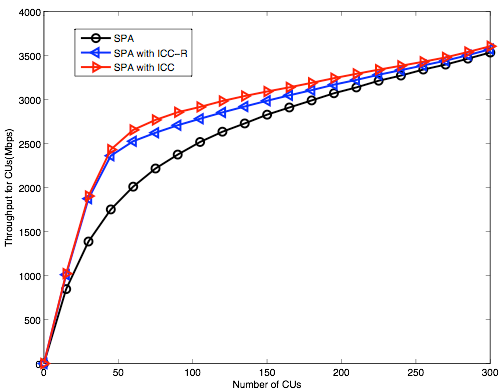 4000
3500
3000
2500
2000
1500
1000
500
0
SPA
SPA with ICC-R
SPA with ICC
Throughput for CUs(Mbps)
0 50 100 150 200 250 300
Number of CUs